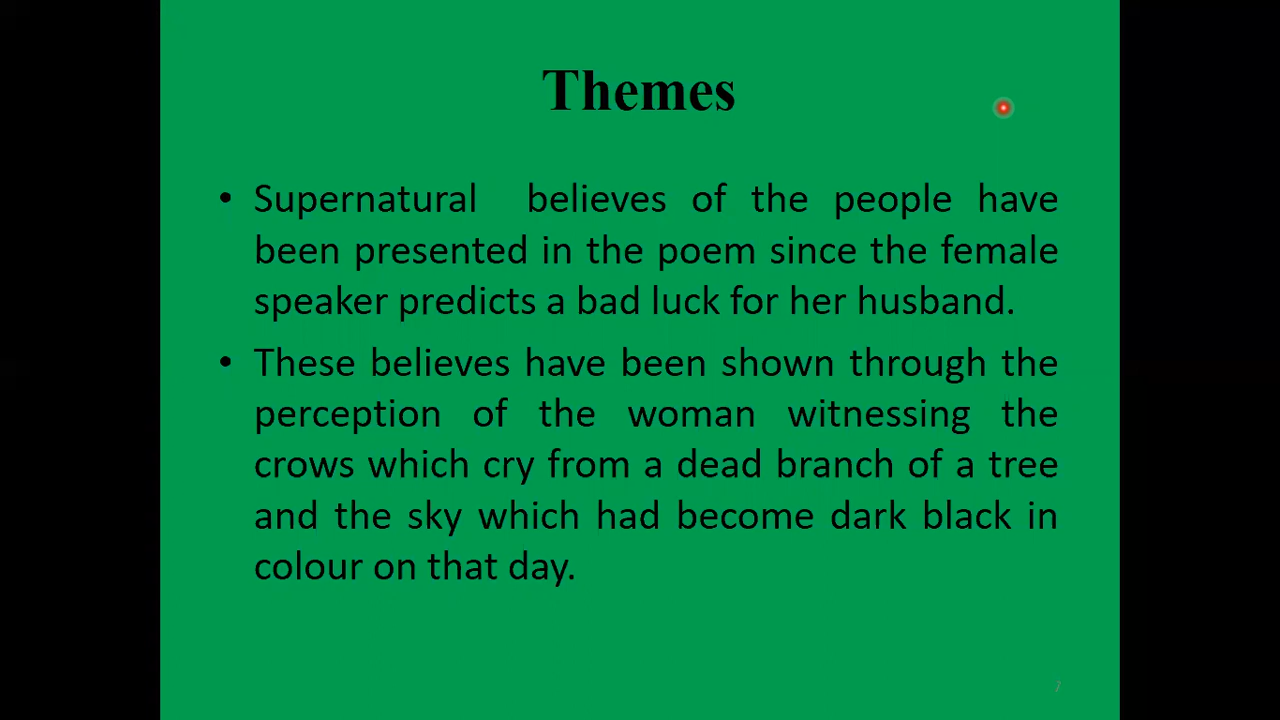 Themes
• Supernatural believes of the people have
been presented in the poem since the female
speaker predicts a bad luck for her husband.
• These believes have been shown through the
perception of the woman witnessing the
crows which cry from a dead branch of a tree
and the sky which had become dark black in
colour on that day.
7